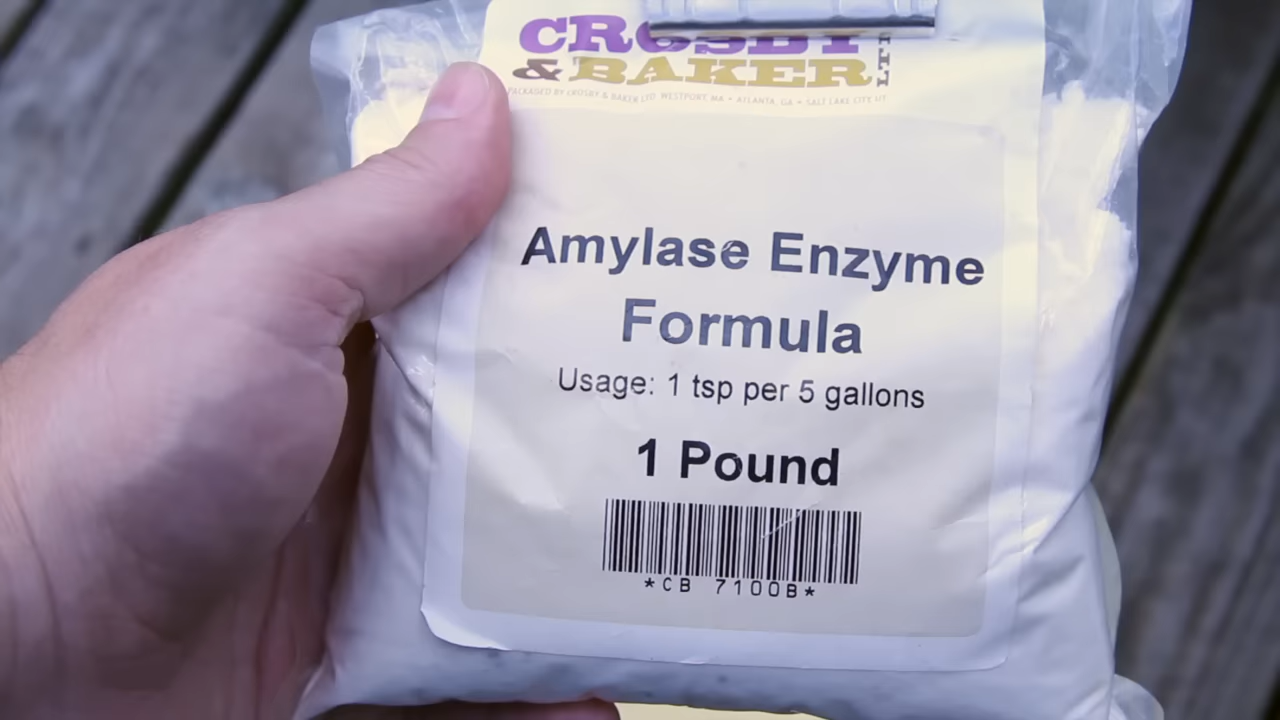 CROSBY
& BAKER LTD
PACKAGED BY CROSBY & BAKER LTD. WESTPORT, MA • ATLANTA, GA • SALT LAKE CITY UT
Amylase Enzyme
Formula
Usage: 1 tsp per 5 gallons
1 Pound
*CB 7100B*